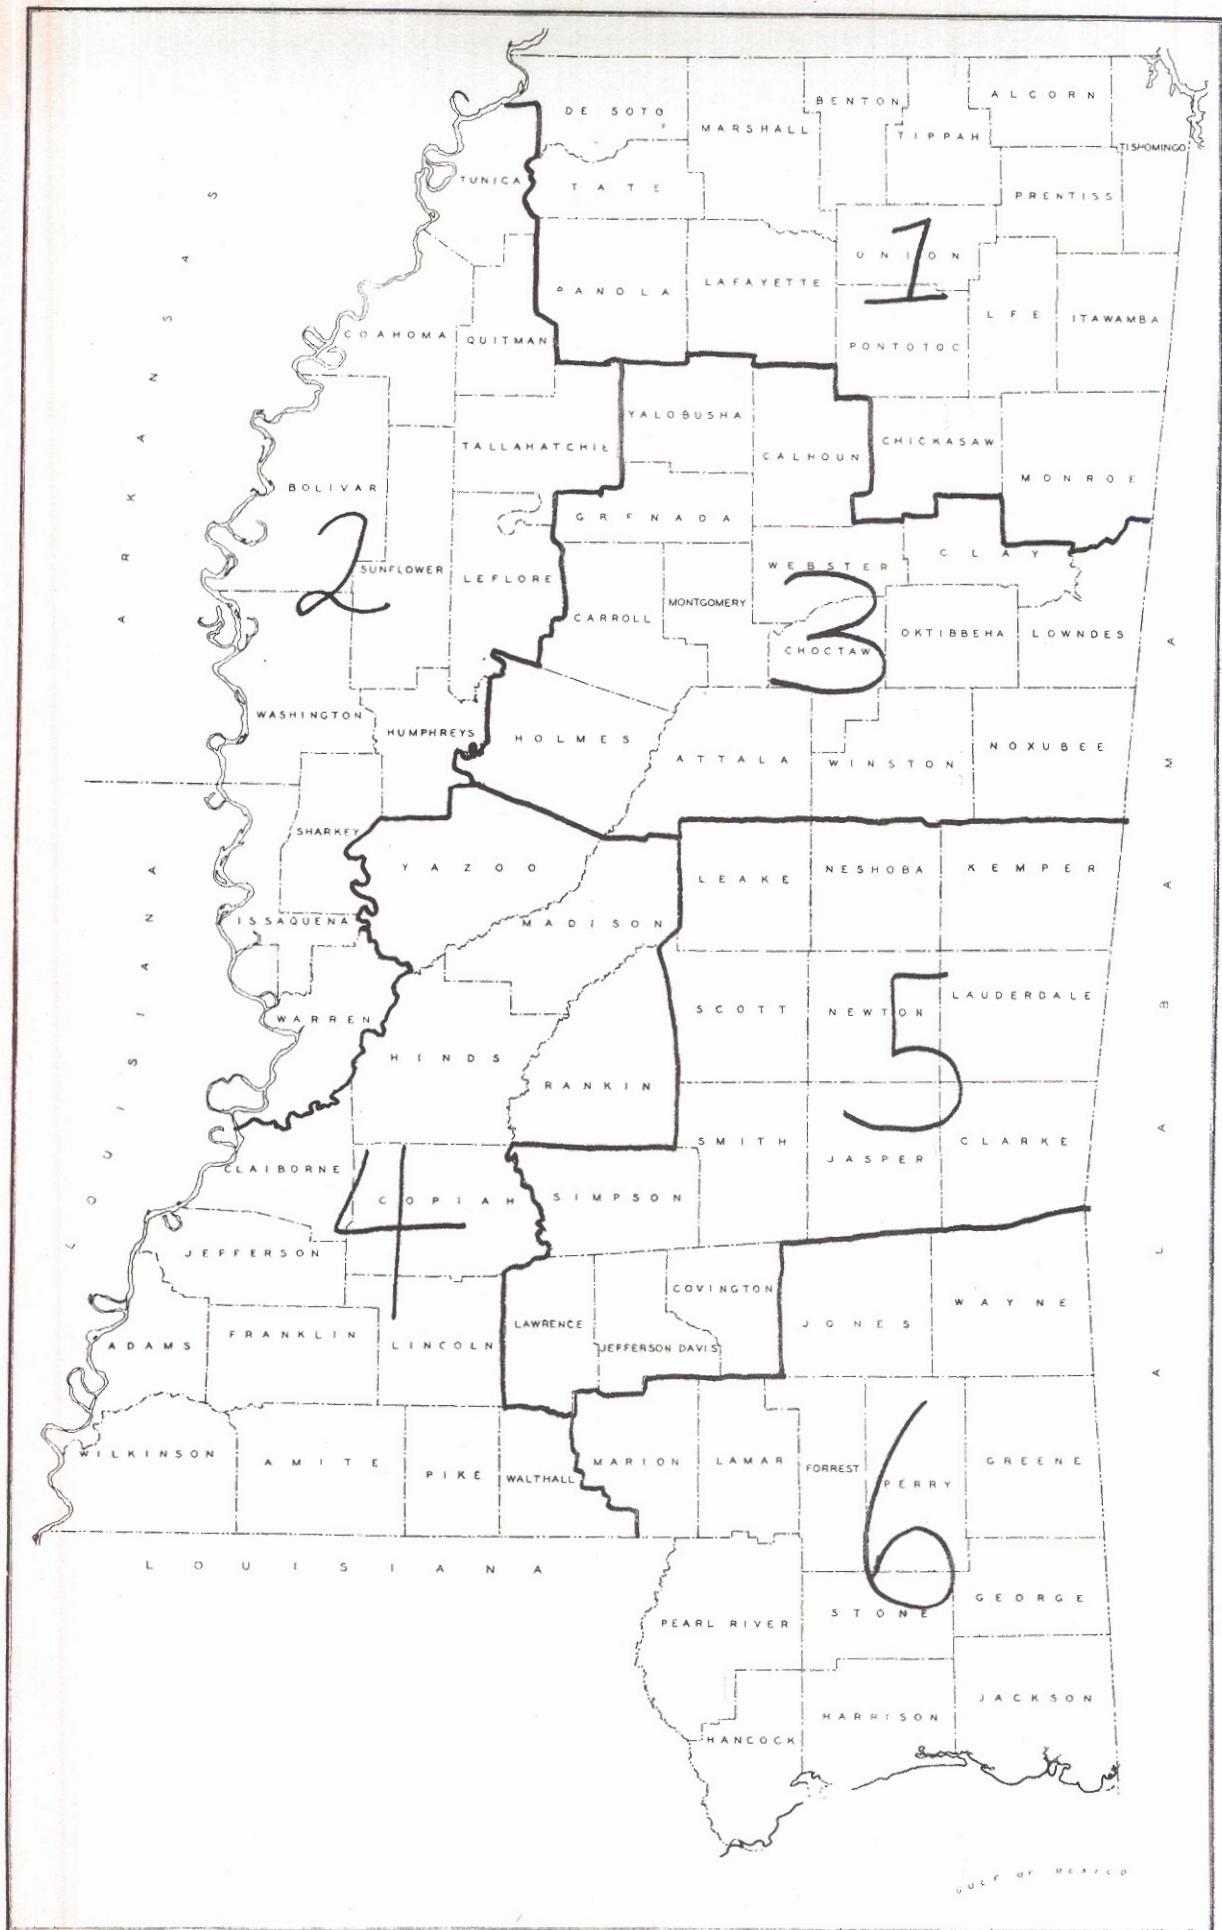 DE SOTO
MARSHALL
BENTON
TIPPAH
ALCORN
TISHOMINGO
TUNICA
TATE
PRENTISS
1
UNION
PANOLA
LAFAYETTE
LEE
ITAWAMBA
COAHOMA
QUITMAN
PONTOTOC
YALOBUSHA
TALLAHATCHIE
CALHOUN
CHICKASAW
MONROE
BOLIVAR
2
GRENADA
SUNFLOWER
LEFLORE
WEBSTER
CLAY
CARROLL
MONTGOMERY
3
CHOCTAW
OKTIBBEHA
LOWNDES
WASHINGTON
HUMPHREYS
HOLMES
ATTALA
WINSTON
NOXUBEE
SHARKEY
YAZOO
LEAKE
NESHOBA
KEMPER
ISSAQUENA
MADISON
WARREN
SCOTT
NEWTON
LAUDERDALE
5
HINDS
RANKIN
SMITH
JASPER
CLARKE
CLAIBORNE
4
COPIAH
SIMPSON
JEFFERSON
COVINGTON
JONES
WAYNE
ADAMS
FRANKLIN
LINCOLN
LAWRENCE
JEFFERSON DAVIS
WILKINSON
AMITE
PIKE
WALTHALL
MARION
LAMAR
FORREST
PERRY
GREENE
6
STONE
GEORGE
PEARL RIVER
HANCOCK
HARRISON
JACKSON
ARKANSAS
LOUISIANA
LOUISIANA
ALABAMA
GULF OF MEXICO